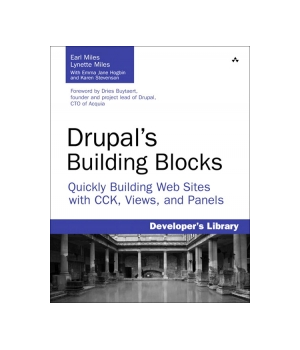 Earl Miles
Lynette Miles
With Emma Jane Hogbin
and Karen Stevenson
Foreword by Dries Buytaert,
founder and project lead of Drupal,
CTO of Acquia
Drupal's
Building Blocks
Quickly Building Web Sites
with CCK, Views, and Panels
Developer's Library